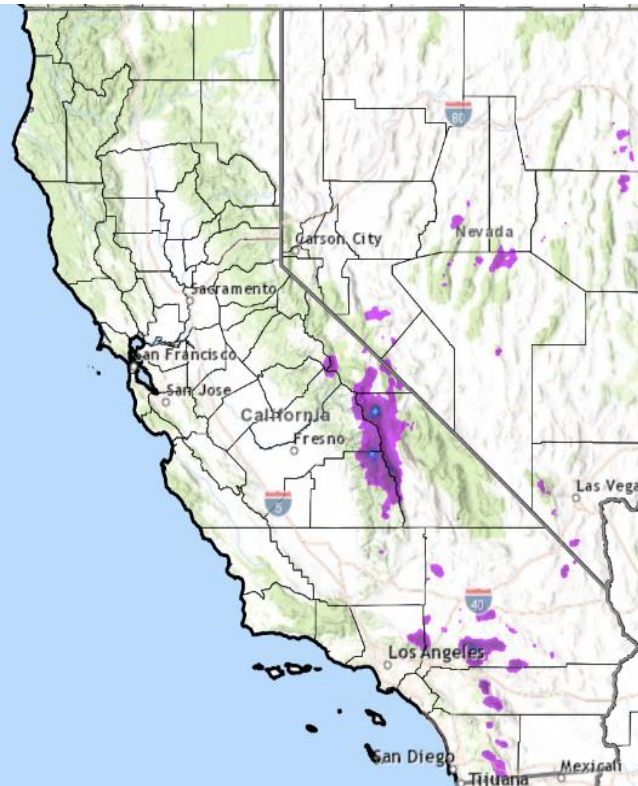 80
Nevada
Carson City
Sacramento
San Francisco
San Jose
California
Fresno
5
Las Vega
40
Los Angeles
San Diego
Tijuana
Mexicali